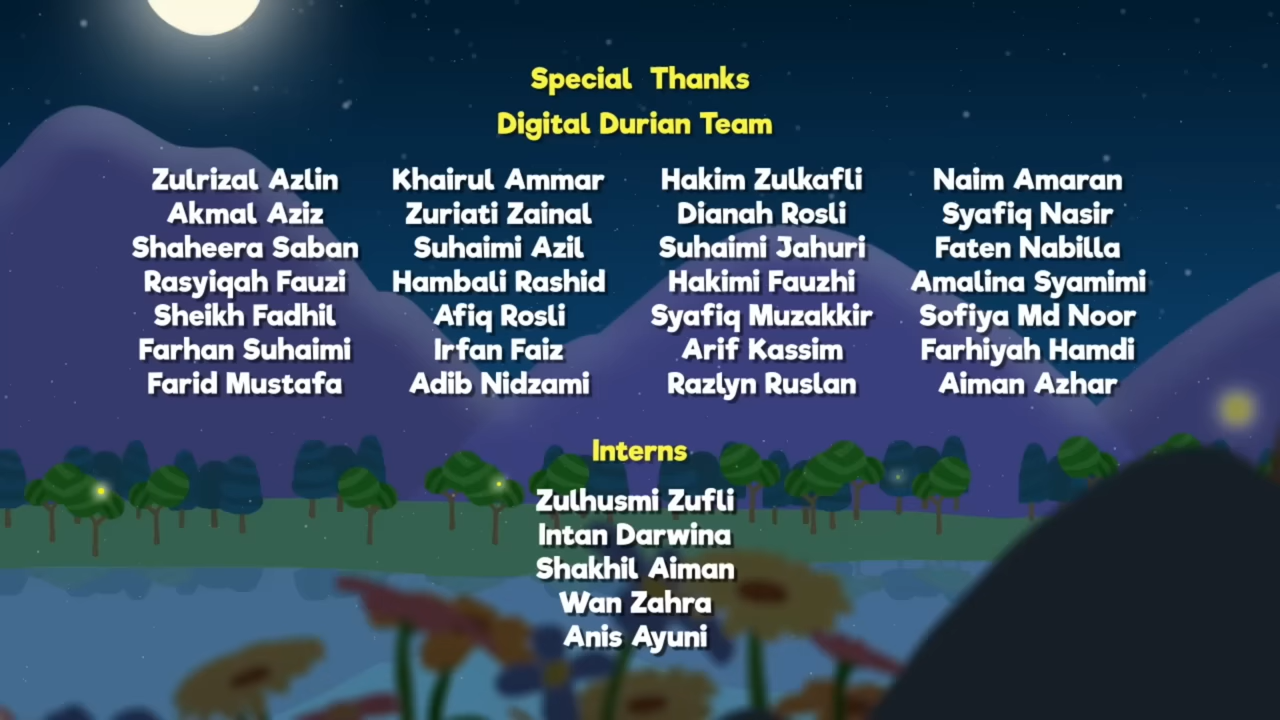 Special Thanks
Digital Durian Team
Zulrizal Azlin Khairul Ammar Hakim Zulkafli Naim Amaran
Akmal Aziz Zuriati Zainal Dianah Rosli Syafiq Nasir
Shaheera Saban Suhaimi Azil Suhaimi Jahuri Faten Nabilla
Rasyiqah Fauzi Hambali Rashid Hakimi Fauzhi Amalina Syamimi
Sheikh Fadhil Afiq Rosli Syafiq Muzakkir Sofiya Md Noor
Farhan Suhaimi Irfan Faiz Arif Kassim Farhiyah Hamdi
Farid Mustafa Adib Nidzami Razlyn Ruslan Aiman Azhar
Interns
Zulhusmi Zufli
Intan Darwina
Shakhil Aiman
Wan Zahra
Anis Ayuni